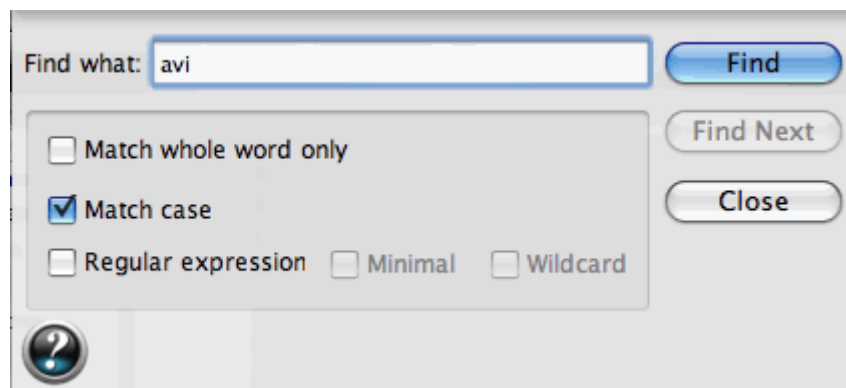 Find what: avi Find
Match whole word only Find Next
Match case Close
Regular expression Minimal Wildcard
?